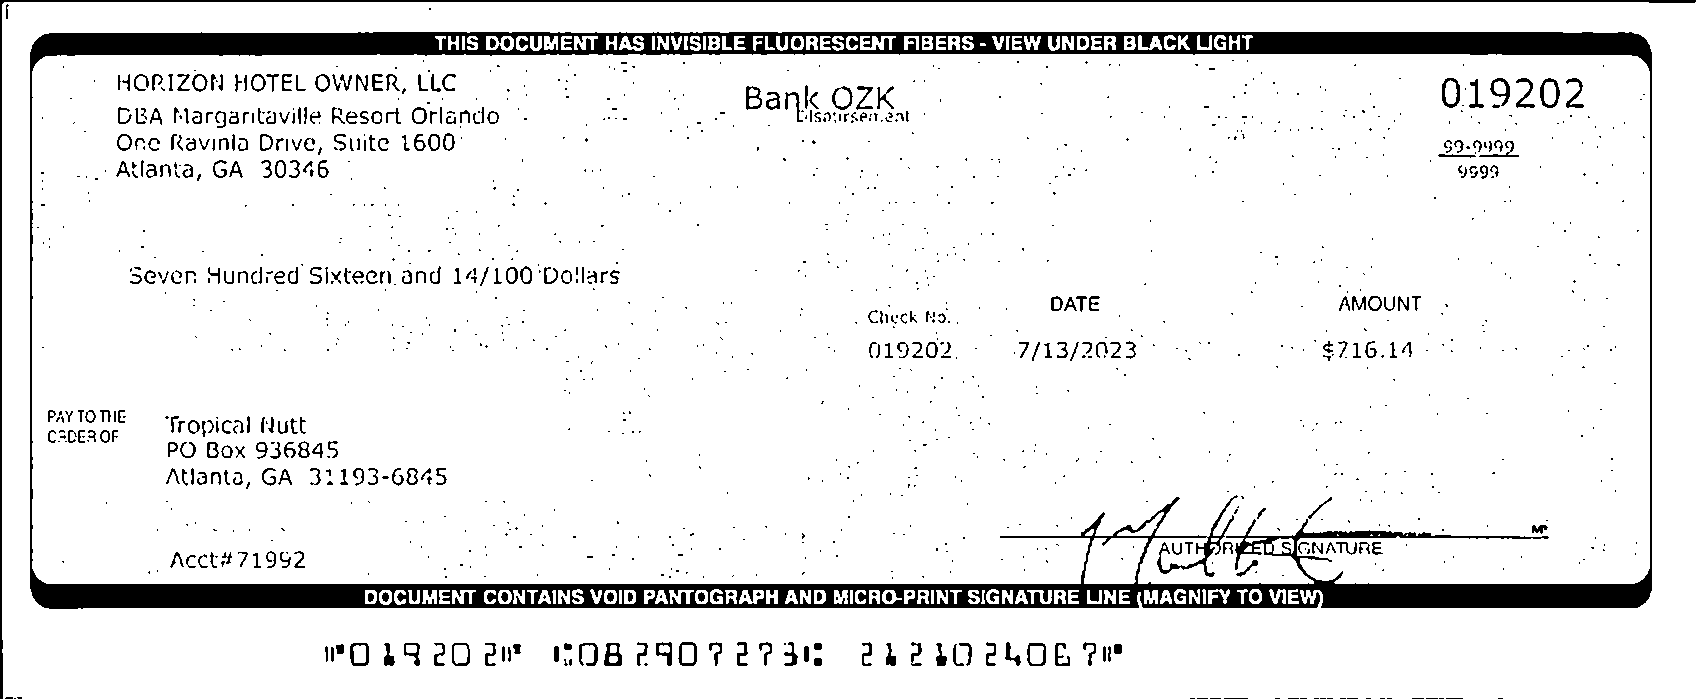 THIS DOCUMENT HAS INVISIBLE FLUORESCENT FIBERS - VIEW UNDER BLACK LIGHT
HORIZON HOTEL OWNER, LLC
DBA Margaritaville Resort Orlando
One Ravinia Drive, Suite 1600
Atlanta, GA 30346
Bank OZK
Disbursement
019202
99-9999
9999
Seven Hundred Sixteen and 14/100 Dollars
Check No.
DATE
AMOUNT
019202
7/13/2023
$716.14
PAY TO THE
ORDER OF
Tropical Nutt
PO Box 936845
Atlanta, GA 31193-6845
Acct#71992
MP
AUTHORIZED SIGNATURE
DOCUMENT CONTAINS VOID PANTOGRAPH AND MICRO-PRINT SIGNATURE LINE (MAGNIFY TO VIEW)
⑈019202⑈ ⑆082907273⑆ 2121024067⑈